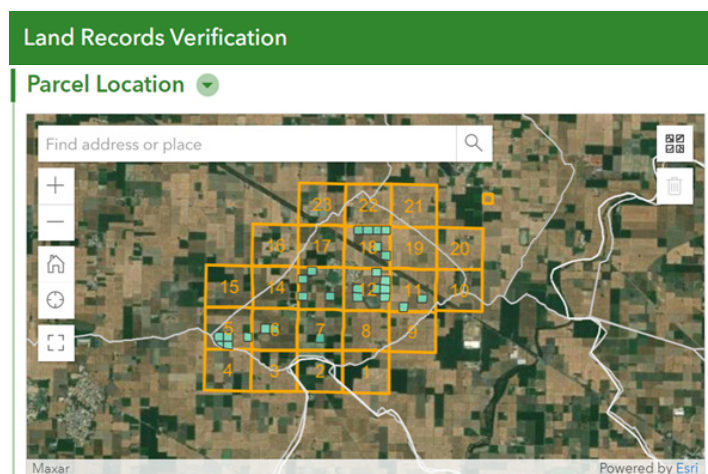 Land Records Verification
Parcel Location
Find address or place
23 22 21
16 17 18 19 20
15 14 12 11 10
5 6 7 8 9
4 3 2 1
Maxar Powered by Esri